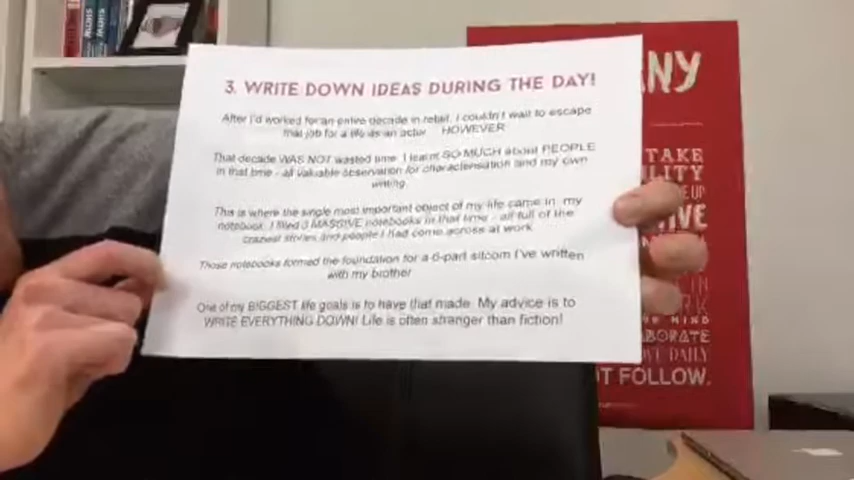 3. WRITE DOWN IDEAS DURING THE DAY!
After I'd worked for an entire decade in retail, I couldn't wait to escape
that job for a life as an actor HOWEVER
That decade WAS NOT wasted time. I learnt SO MUCH about PEOPLE
in that time - all valuable observation for characterisation and my own
writing.
This is where the single most important object of my life came in, my
notebook. I filled 3 MASSIVE notebooks in that time - all full of the
craziest stories and people I had come across at work.
Those notebooks formed the foundation for a 6-part sitcom I've written
with my brother
One of my BIGGEST life goals is to have that made. My advice is to
WRITE EVERYTHING DOWN! Life is often stranger than fiction!
NY
TAKE
FOLLOW.